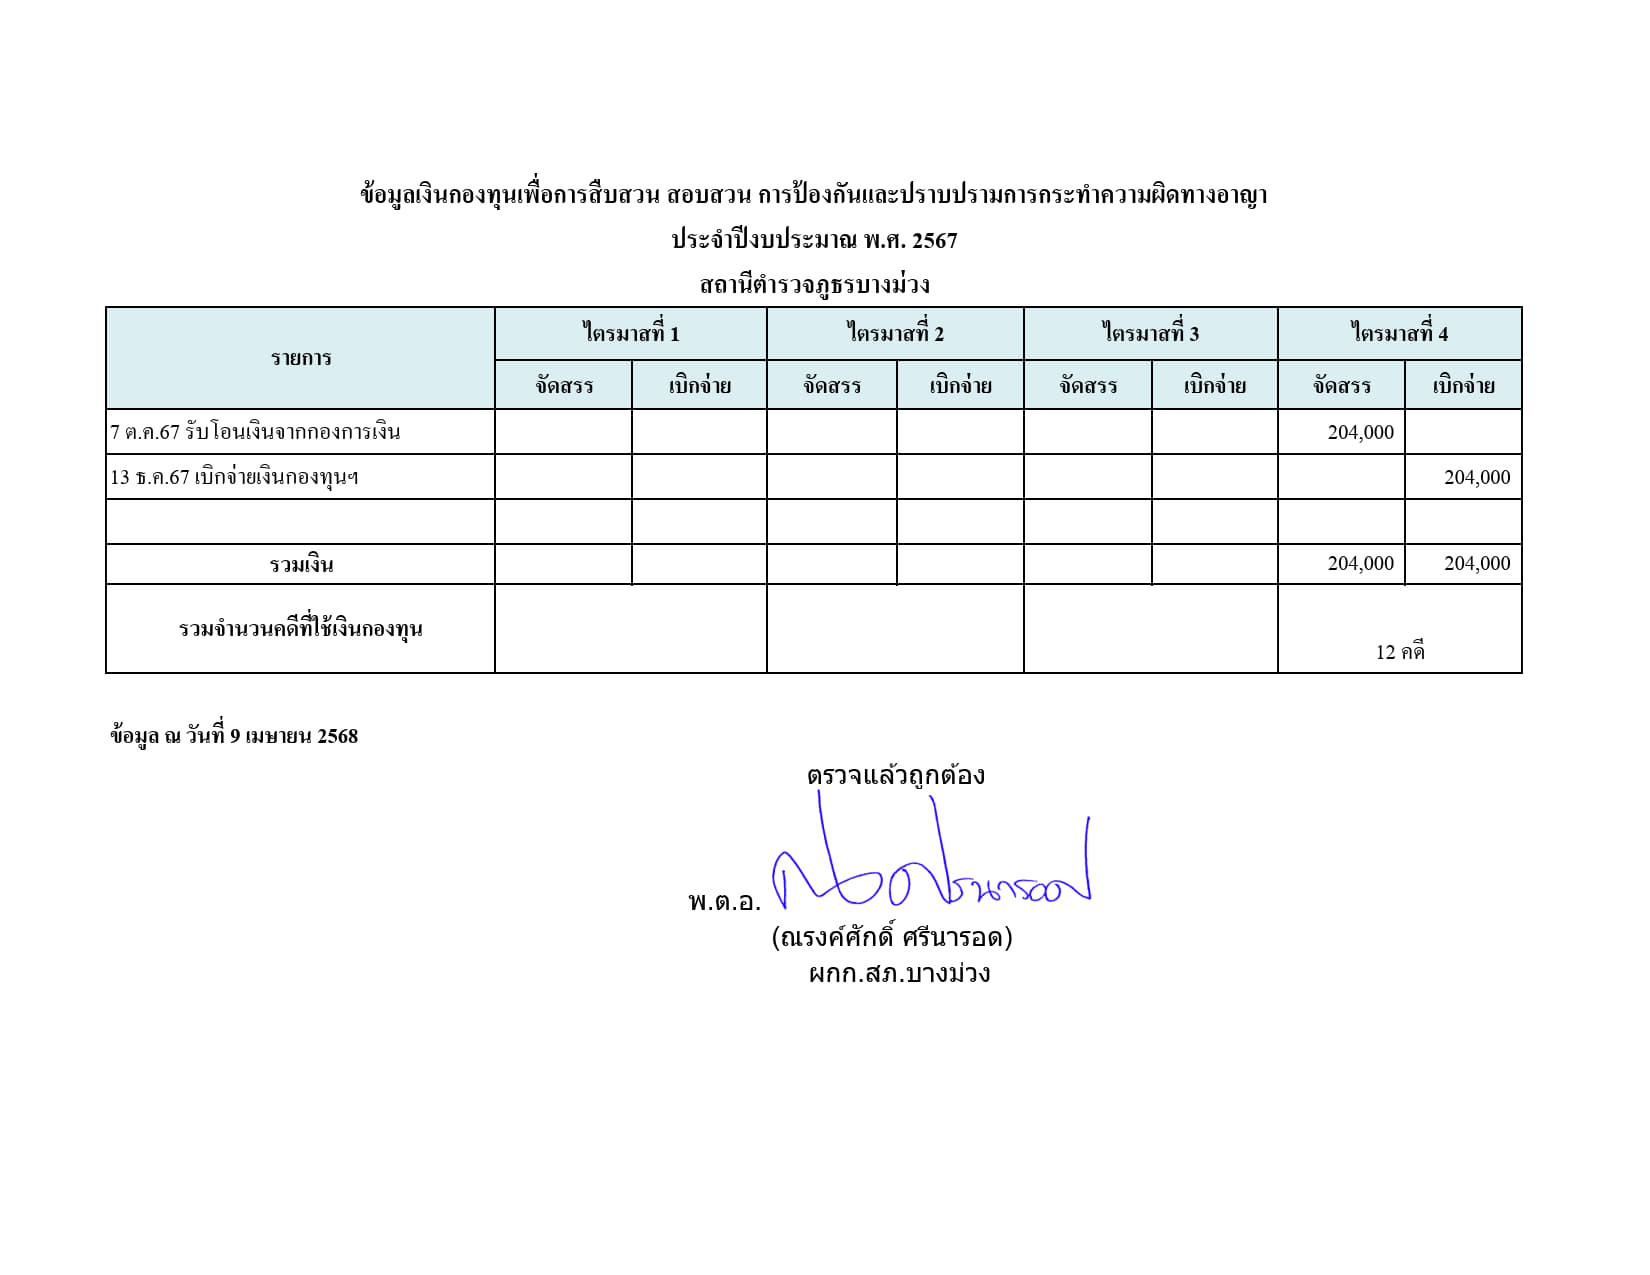 ข้อมูลเงินกองทุนเพื่อการสืบสวน สอบสวน การป้องกันและปราบปรามการกระทำความผิดทางอาญา
ประจำปีงบประมาณ พ.ศ. 2567
สถานีตำรวจภูธรบางม่วง
รายการ ไตรมาสที่ 1 ไตรมาสที่ 2 ไตรมาสที่ 3 ไตรมาสที่ 4
จัดสรร เบิกจ่าย จัดสรร เบิกจ่าย จัดสรร เบิกจ่าย จัดสรร เบิกจ่าย
7 ต.ค.67 รับโอนเงินจากกองการเงิน 204,000
13 ธ.ค.67 เบิกจ่ายเงินกองทุนฯ 204,000
รวมเงิน 204,000 204,000
รวมจำนวนคดีที่ใช้เงินกองทุน 12 คดี
ข้อมูล ณ วันที่ 9 เมษายน 2568
ตรวจแล้วถูกต้อง
พ.ต.อ.
(ณรงค์ศักดิ์ ศรีนารอด)
ผกก.สภ.บางม่วง